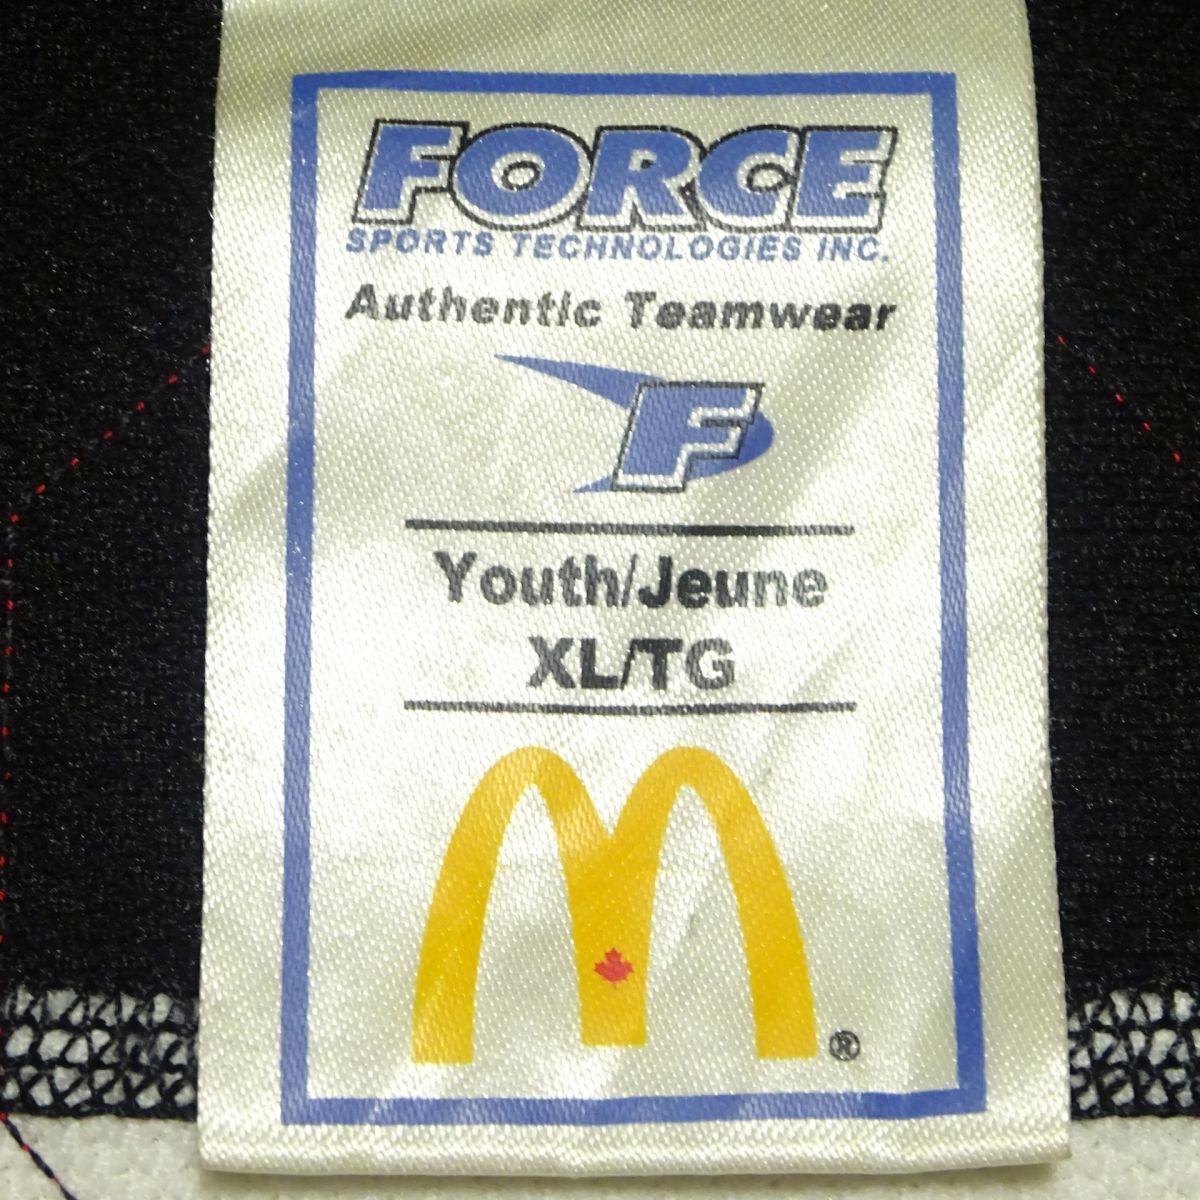 FORCE
SPORTS TECHNOLOGIES INC.
Authentic Teamwear
F
Youth/Jeune
XL/TG
M
®